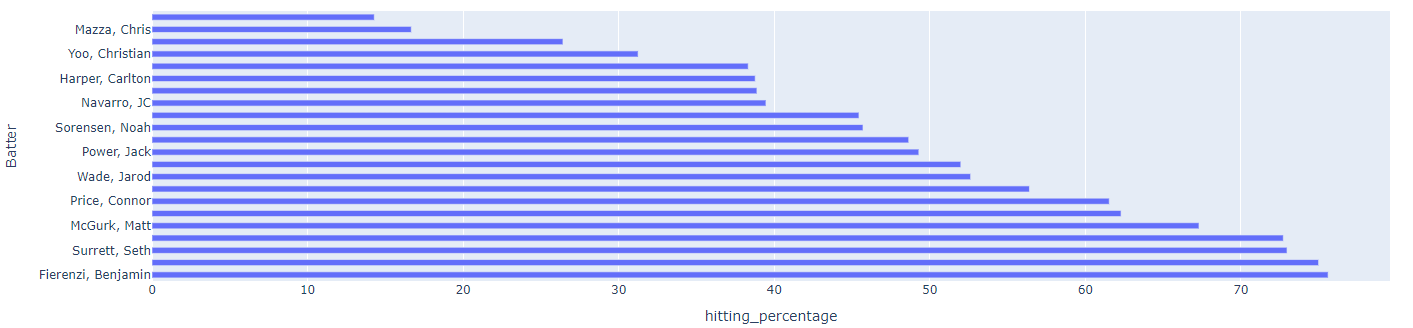 Mazza, Chris
Yoo, Christian
Harper, Carlton
Navarro, JC
Sorensen, Noah
Power, Jack
Wade, Jarod
Price, Connor
McGurk, Matt
Surrett, Seth
Fierenzi, Benjamin
Batter
0 10 20 30 40 50 60 70
hitting_percentage